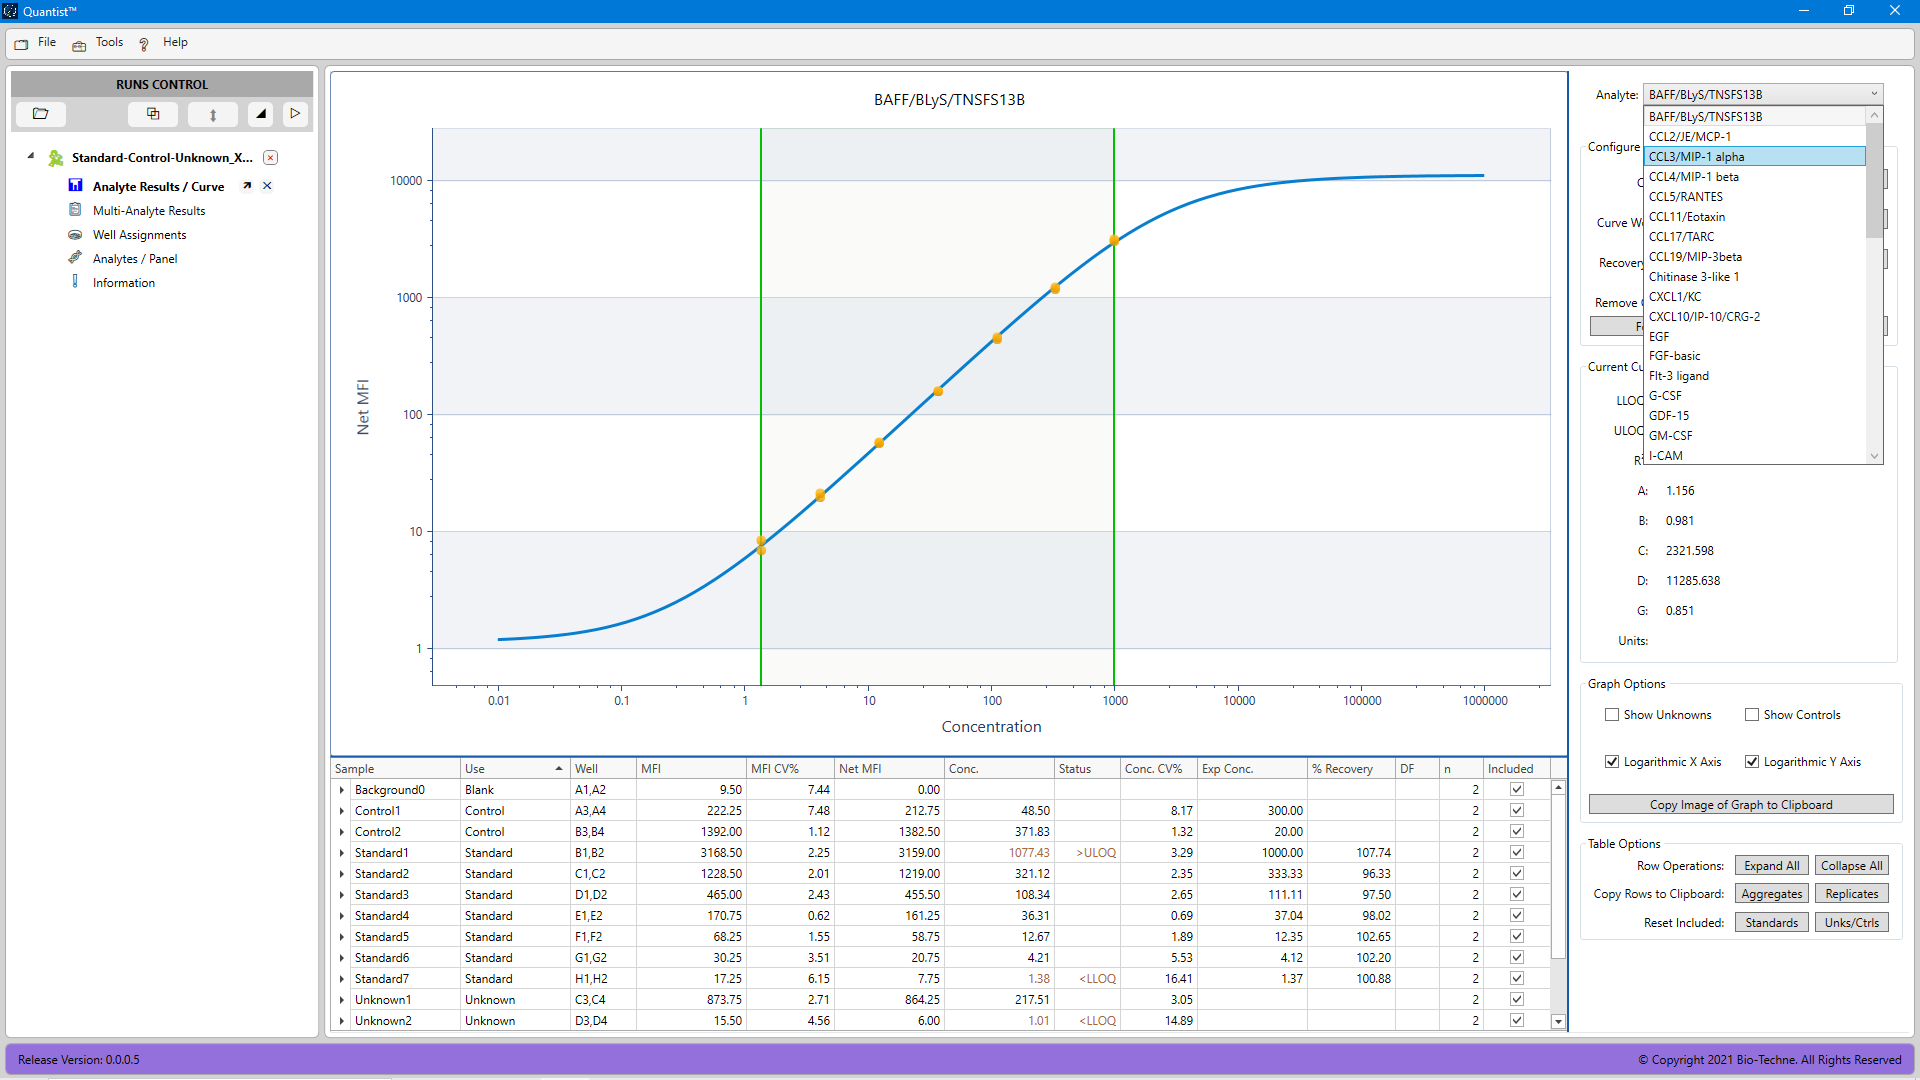 Quantist™
File Tools ? Help
RUNS CONTROL
Standard-Control-Unknown_X...
Analyte Results / Curve
Multi-Analyte Results
Well Assignments
Analytes / Panel
Information
BAFF/BLyS/TNSFS13B
Net MFI
10000
1000
100
10
1
0.01 0.1 1 10 100 1000 10000 100000 1000000
Concentration
Sample Use Well MFI MFI CV% Net MFI Conc. Status Conc. CV% Exp Conc. % Recovery DF n Included
Background0 Blank A1,A2 9.50 7.44 0.00 2
Control1 Control A3,A4 222.25 7.48 212.75 48.50 8.17 300.00 2
Control2 Control B3,B4 1392.00 1.12 1382.50 371.83 1.32 20.00 2
Standard1 Standard B1,B2 3168.50 2.25 3159.00 1077.43 >ULOQ 3.29 1000.00 107.74 2
Standard2 Standard C1,C2 1228.50 2.01 1219.00 321.12 2.35 333.33 96.33 2
Standard3 Standard D1,D2 465.00 2.43 455.50 108.34 2.65 111.11 97.50 2
Standard4 Standard E1,E2 170.75 0.62 161.25 36.31 0.69 37.04 98.02 2
Standard5 Standard F1,F2 68.25 1.55 58.75 12.67 1.89 12.35 102.65 2
Standard6 Standard G1,G2 30.25 3.51 20.75 4.21 5.53 4.12 102.20 2
Standard7 Standard H1,H2 17.25 6.15 7.75 1.38 <LLOQ 16.41 1.37 100.88 2
Unknown1 Unknown C3,C4 873.75 2.71 864.25 217.51 3.05 2
Unknown2 Unknown D3,D4 15.50 4.56 6.00 1.01 <LLOQ 14.89 2
Analyte: BAFF/BLyS/TNSFS13B
BAFF/BLyS/TNSFS13B
CCL2/JE/MCP-1
CCL3/MIP-1 alpha
CCL4/MIP-1 beta
CCL5/RANTES
CCL11/Eotaxin
CCL17/TARC
CCL19/MIP-3beta
Chitinase 3-like 1
CXCL1/KC
CXCL10/IP-10/CRG-2
EGF
FGF-basic
Flt-3 ligand
G-CSF
GDF-15
GM-CSF
I-CAM
Configure
Curve
Recovery
Remove
Current
LLOQ
ULOQ
A: 1.156
B: 0.981
C: 2321.598
D: 11285.638
G: 0.851
Units:
Graph Options
Show Unknowns Show Controls
Logarithmic X Axis Logarithmic Y Axis
Copy Image of Graph to Clipboard
Table Options
Row Operations: Expand All Collapse All
Copy Rows to Clipboard: Aggregates Replicates
Reset Included: Standards Unks/Ctrls
Release Version: 0.0.0.5
© Copyright 2021 Bio-Techne. All Rights Reserved